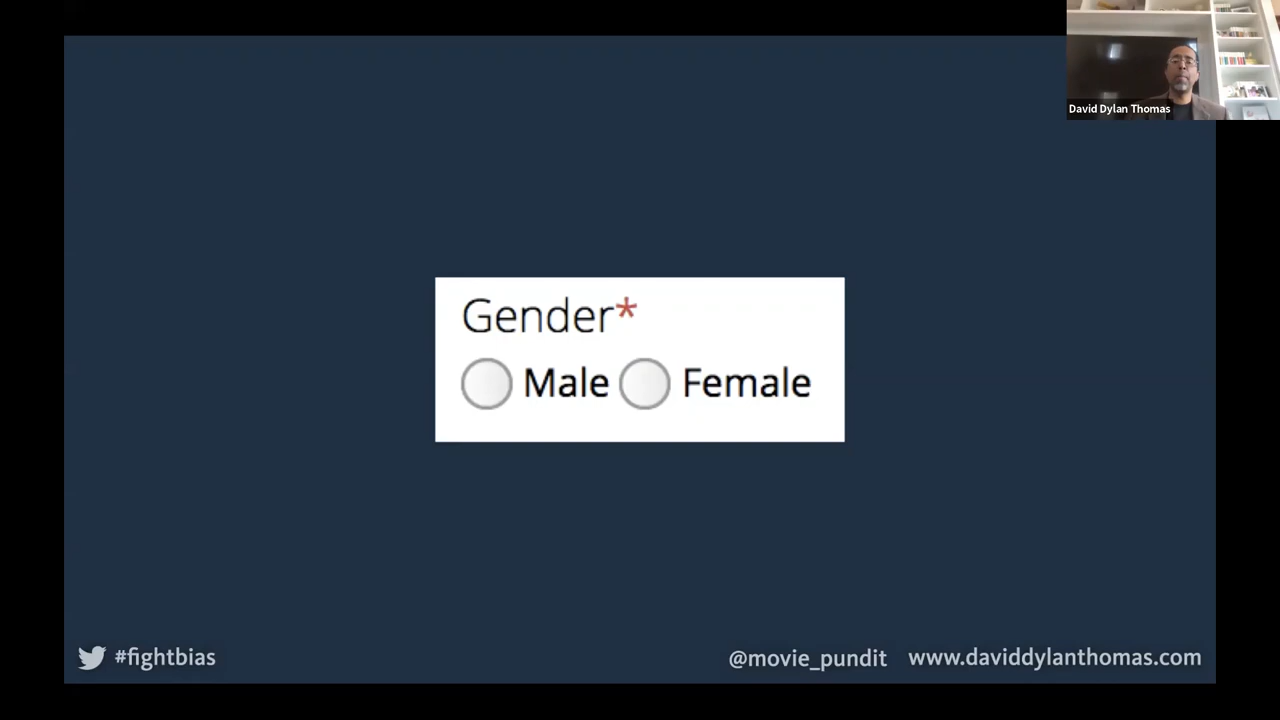 David Dylan Thomas
Gender*
Male Female
#fightbias
@movie_pundit www.daviddylanthomas.com